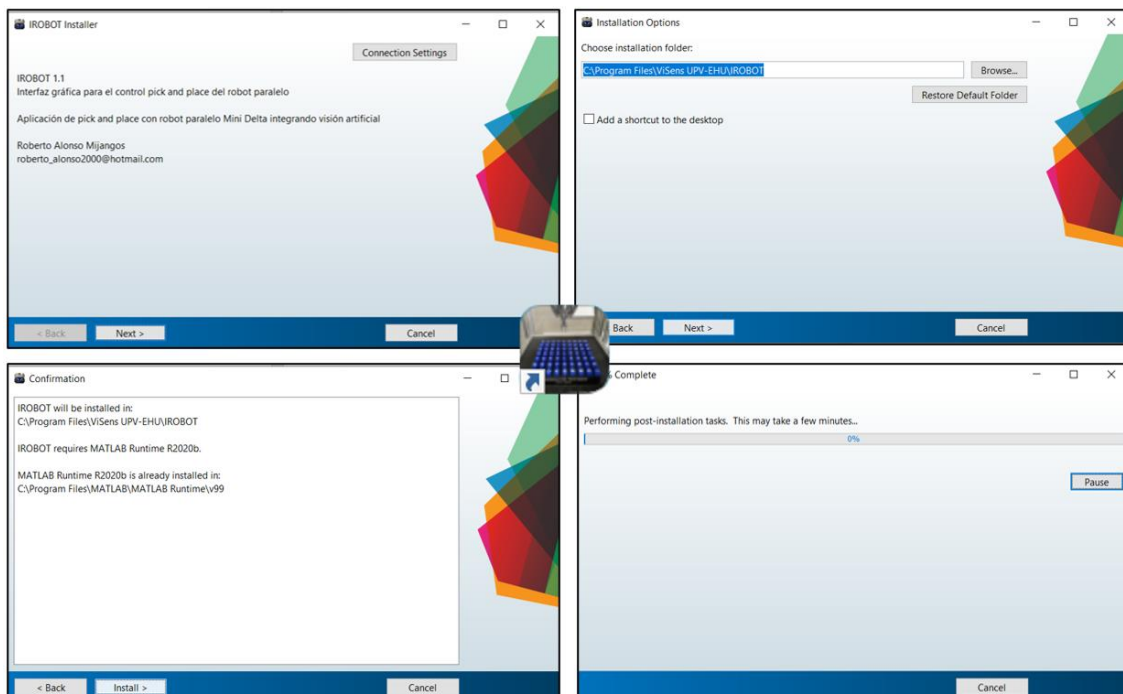 IROBOT Installer
Connection Settings
IROBOT 1.1
Interfaz gráfica para el control pick and place del robot paralelo
Aplicación de pick and place con robot paralelo Mini Delta integrando visión artificial
Roberto Alonso Mijangos
roberto_alonso2000@hotmail.com
< Back
Next >
Cancel
Installation Options
Choose installation folder:
C:\Program Files\ViSens UPV-EHU\IROBOT
Browse...
Restore Default Folder
Add a shortcut to the desktop
Back
Next >
Cancel
Confirmation
IROBOT will be installed in:
C:\Program Files\ViSens UPV-EHU\IROBOT
IROBOT requires MATLAB Runtime R2020b.
MATLAB Runtime R2020b is already installed in:
C:\Program Files\MATLAB\MATLAB Runtime\v99
< Back
Install >
Cancel
Complete
Performing post-installation tasks. This may take a few minutes...
0%
Pause
Cancel